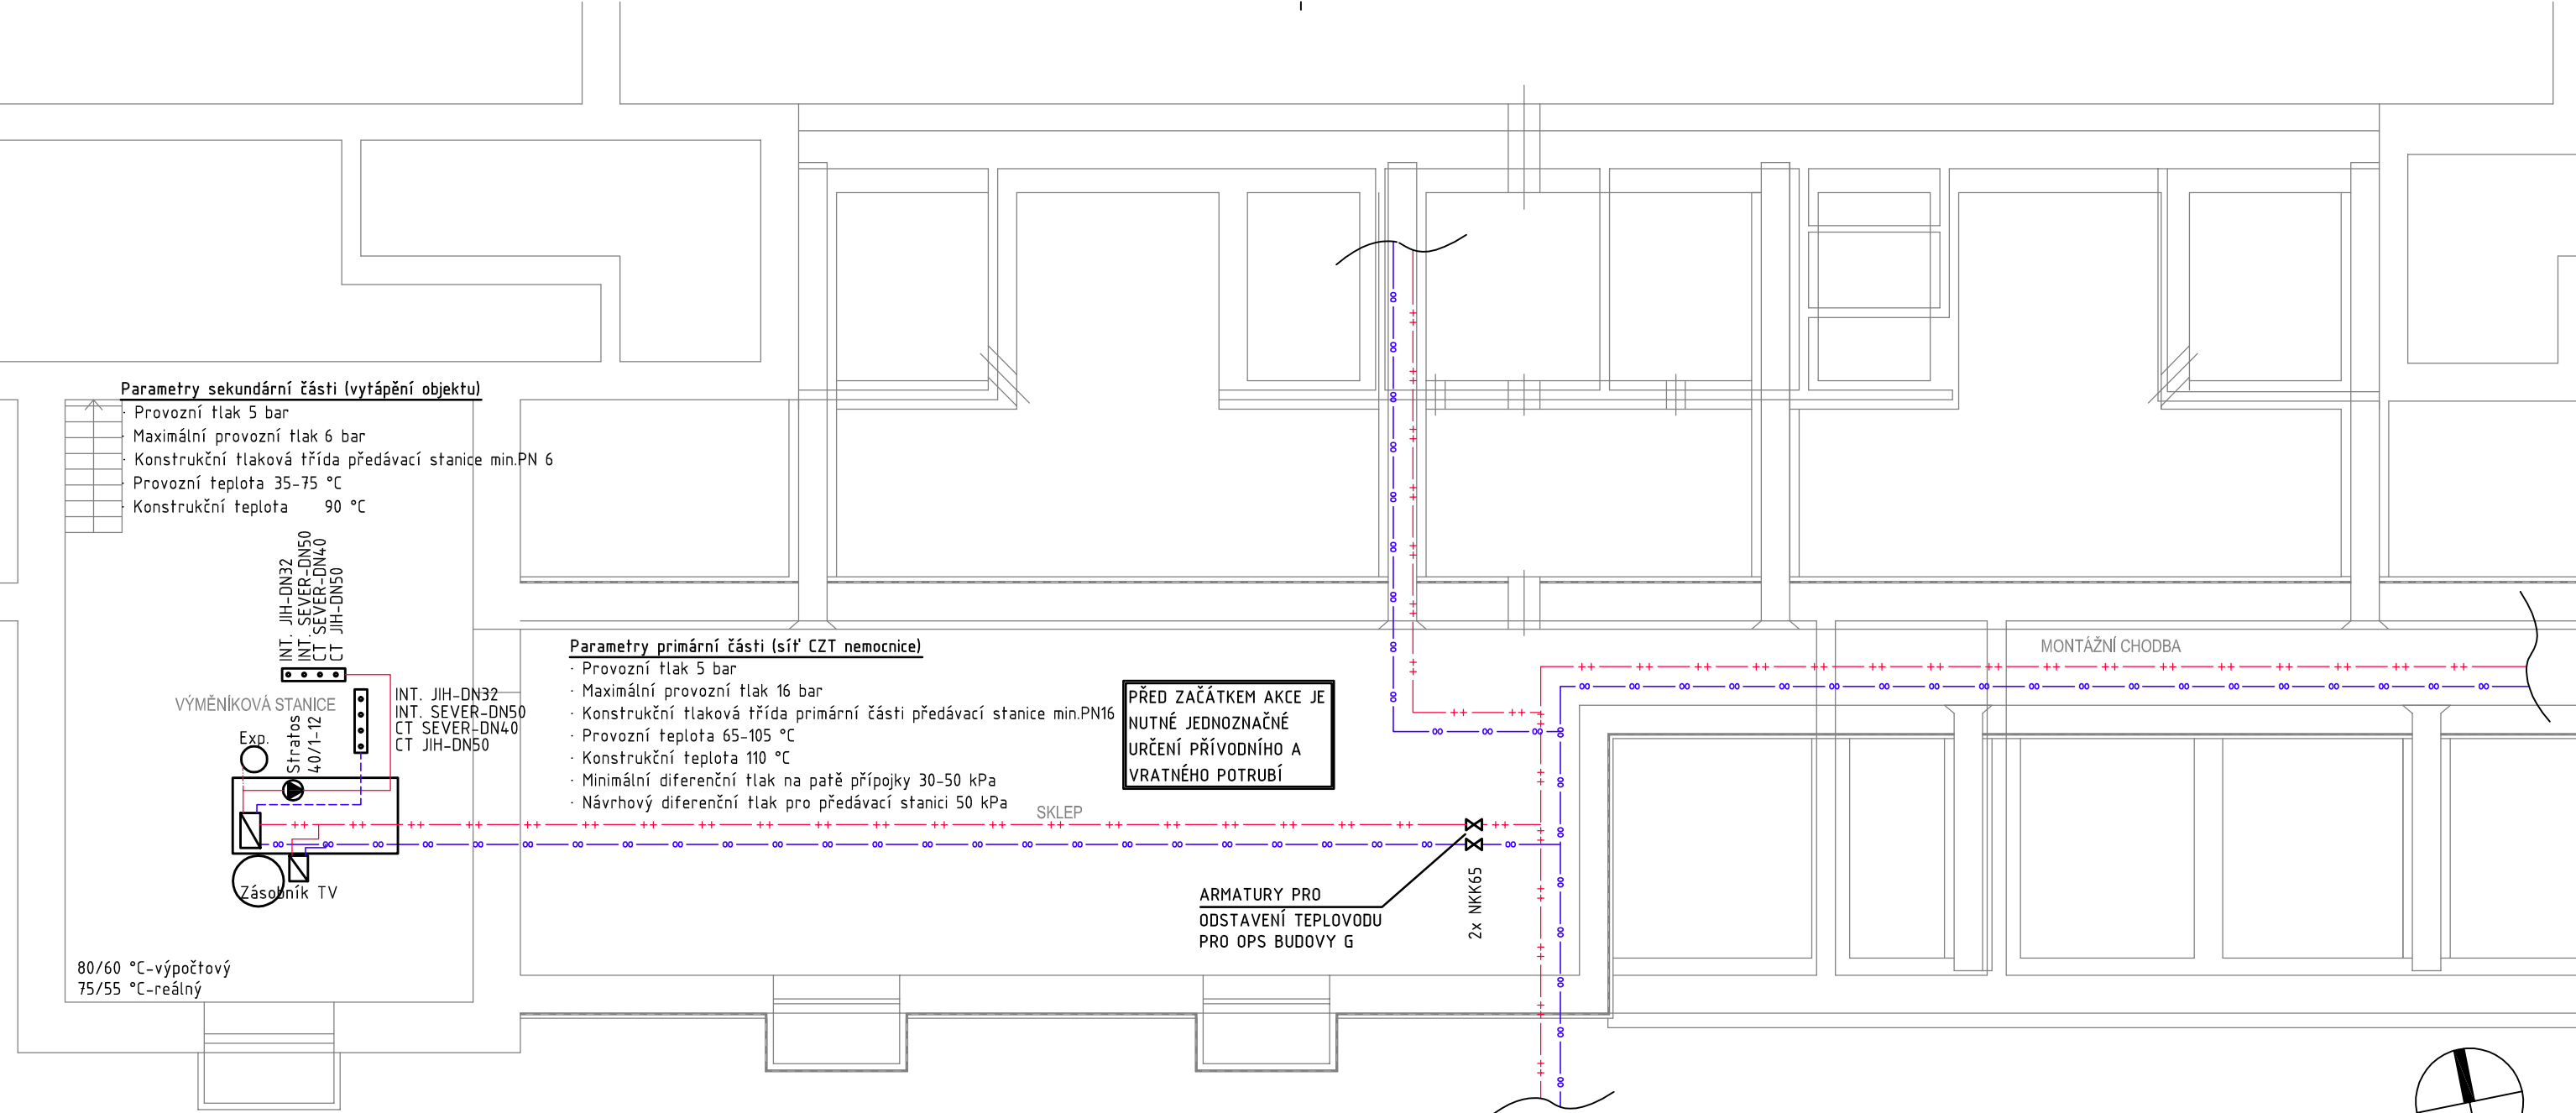 Parametry sekundární části (vytápění objektu)
· Provozní tlak 5 bar
· Maximální provozní tlak 6 bar
· Konstrukční tlaková třída předávací stanice min.PN 6
· Provozní teplota 35-75 °C
· Konstrukční teplota 90 °C
INT. JIH-DN32
INT. SEVER-DN50
CT SEVER-DN40
CT JIH-DN50
VÝMĚNÍKOVÁ STANICE
INT. JIH-DN32
INT. SEVER-DN50
CT SEVER-DN40
CT JIH-DN50
Exp.
Stratos
40/1-12
Zásobník TV
80/60 °C-výpočtový
75/55 °C-reálný
Parametry primární části (síť CZT nemocnice)
· Provozní tlak 5 bar
· Maximální provozní tlak 16 bar
· Konstrukční tlaková třída primární části předávací stanice min.PN16
· Provozní teplota 65-105 °C
· Konstrukční teplota 110 °C
· Minimální diferenční tlak na patě přípojky 30-50 kPa
· Návrhový diferenční tlak pro předávací stanici 50 kPa
PŘED ZAČÁTKEM AKCE JE
NUTNÉ JEDNOZNAČNÉ
URČENÍ PŘÍVODNÍHO A
VRATNÉHO POTRUBÍ
SKLEP
MONTÁŽNÍ CHODBA
ARMATURY PRO
ODSTAVENÍ TEPLOVODU
PRO OPS BUDOVY G
2x NKK65